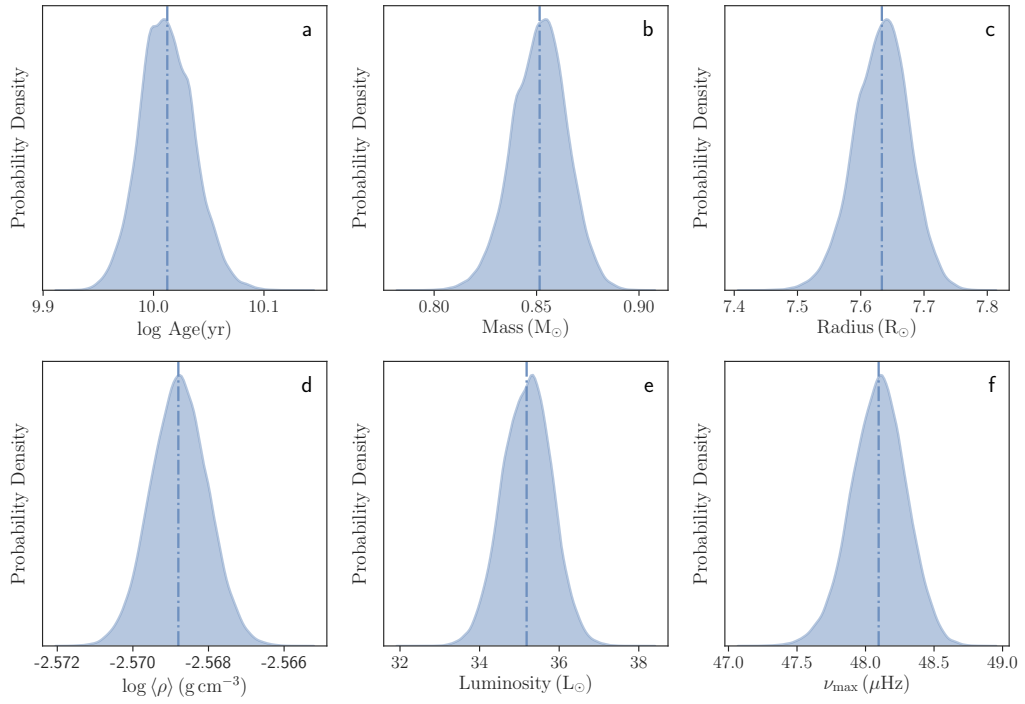 a
Probability Density
9.9 10.0 10.1
log Age(yr)
b
Probability Density
0.80 0.85 0.90
Mass (M☉)
c
Probability Density
7.4 7.5 7.6 7.7 7.8
Radius (R☉)
d
Probability Density
-2.572 -2.570 -2.568 -2.566
log ⟨ρ⟩ (g cm⁻³)
e
Probability Density
32 34 36 38
Luminosity (L☉)
f
Probability Density
47.0 47.5 48.0 48.5 49.0
ν_max (μHz)